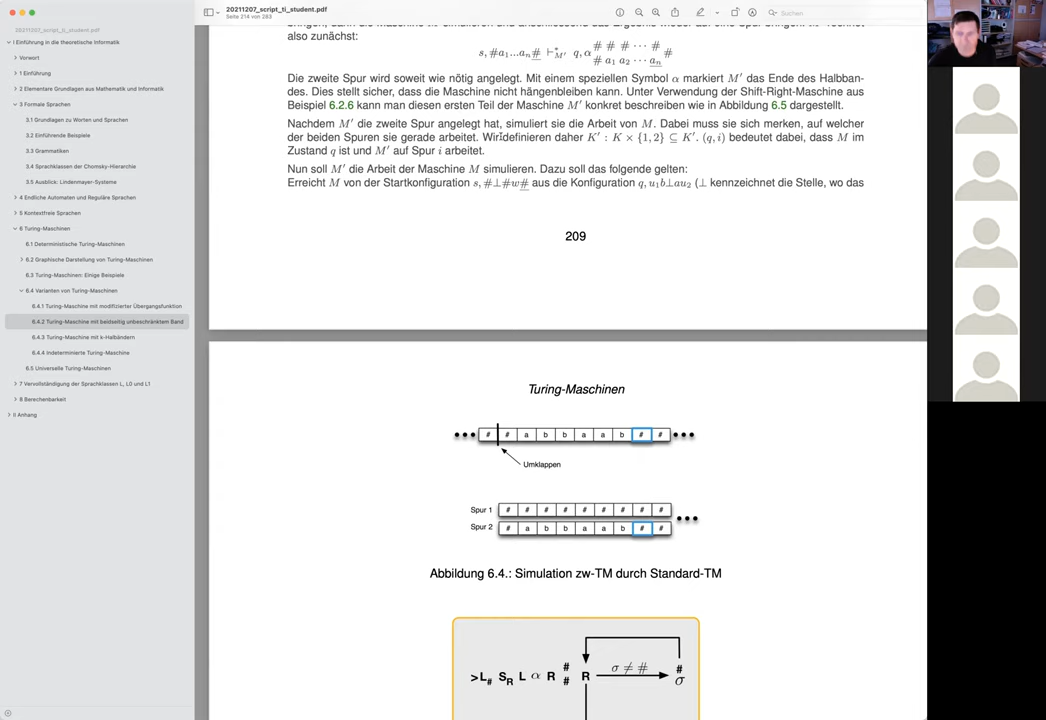 20211207_script_ti_student.pdf
Seite 214 von 283
Suchen
20211207_script_ti_student.pdf
I Einführung in die theoretische Informatik
Vorwort
1 Einführung
2 Elementare Grundlagen aus Mathematik und Informatik
3 Formale Sprachen
3.1 Grundlagen zu Worten und Sprachen
3.2 Einführende Beispiele
3.3 Grammatiken
3.4 Sprachklassen der Chomsky-Hierarchie
3.5 Ausblick: Lindenmayer-Systeme
4 Endliche Automaten und Reguläre Sprachen
5 Kontextfreie Sprachen
6 Turing-Maschinen
6.1 Deterministische Turing-Maschinen
6.2 Graphische Darstellung von Turing-Maschinen
6.3 Turing-Maschinen: Einige Beispiele
6.4 Varianten von Turing-Maschinen
6.4.1 Turing-Maschine mit modifizierter Übergangsfunktion
6.4.2 Turing-Maschine mit beidseitig unbeschränktem Band
6.4.3 Turing-Maschine mit k-Halbbändern
6.4.4 Indeterminierte Turing-Maschine
6.5 Universelle Turing-Maschinen
7 Vervollständigung der Sprachklassen L, L0 und L1
8 Berechenbarkeit
II Anhang
also zunächst:
s, #a₁...aₙ# ⊢*M′ q, α # # # ··· # #
# a₁ a₂ ··· aₙ
Die zweite Spur wird soweit wie nötig angelegt. Mit einem speziellen Symbol α markiert M′ das Ende des Halbban-
des. Dies stellt sicher, dass die Maschine nicht hängenbleiben kann. Unter Verwendung der Shift-Right-Maschine aus
Beispiel 6.2.6 kann man diesen ersten Teil der Maschine M′ konkret beschreiben wie in Abbildung 6.5 dargestellt.
Nachdem M′ die zweite Spur angelegt hat, simuliert sie die Arbeit von M. Dabei muss sie sich merken, auf welcher
der beiden Spuren sie gerade arbeitet. Wir definieren daher K′ : K × {1, 2} ⊆ K′. (q, i) bedeutet dabei, dass M im
Zustand q ist und M′ auf Spur i arbeitet.
Nun soll M′ die Arbeit der Maschine M simulieren. Dazu soll das folgende gelten:
Erreicht M von der Startkonfiguration s, #⊥#w# aus die Konfiguration q, u₁b⊥au₂ (⊥ kennzeichnet die Stelle, wo das
209
Turing-Maschinen
# # a b b a a b # #
Umklappen
Spur 1 # # # # # # # # #
Spur 2 # a b b a a b # #
Abbildung 6.4.: Simulation zw-TM durch Standard-TM
>L# SR L α R # # R σ ≠ # # σ